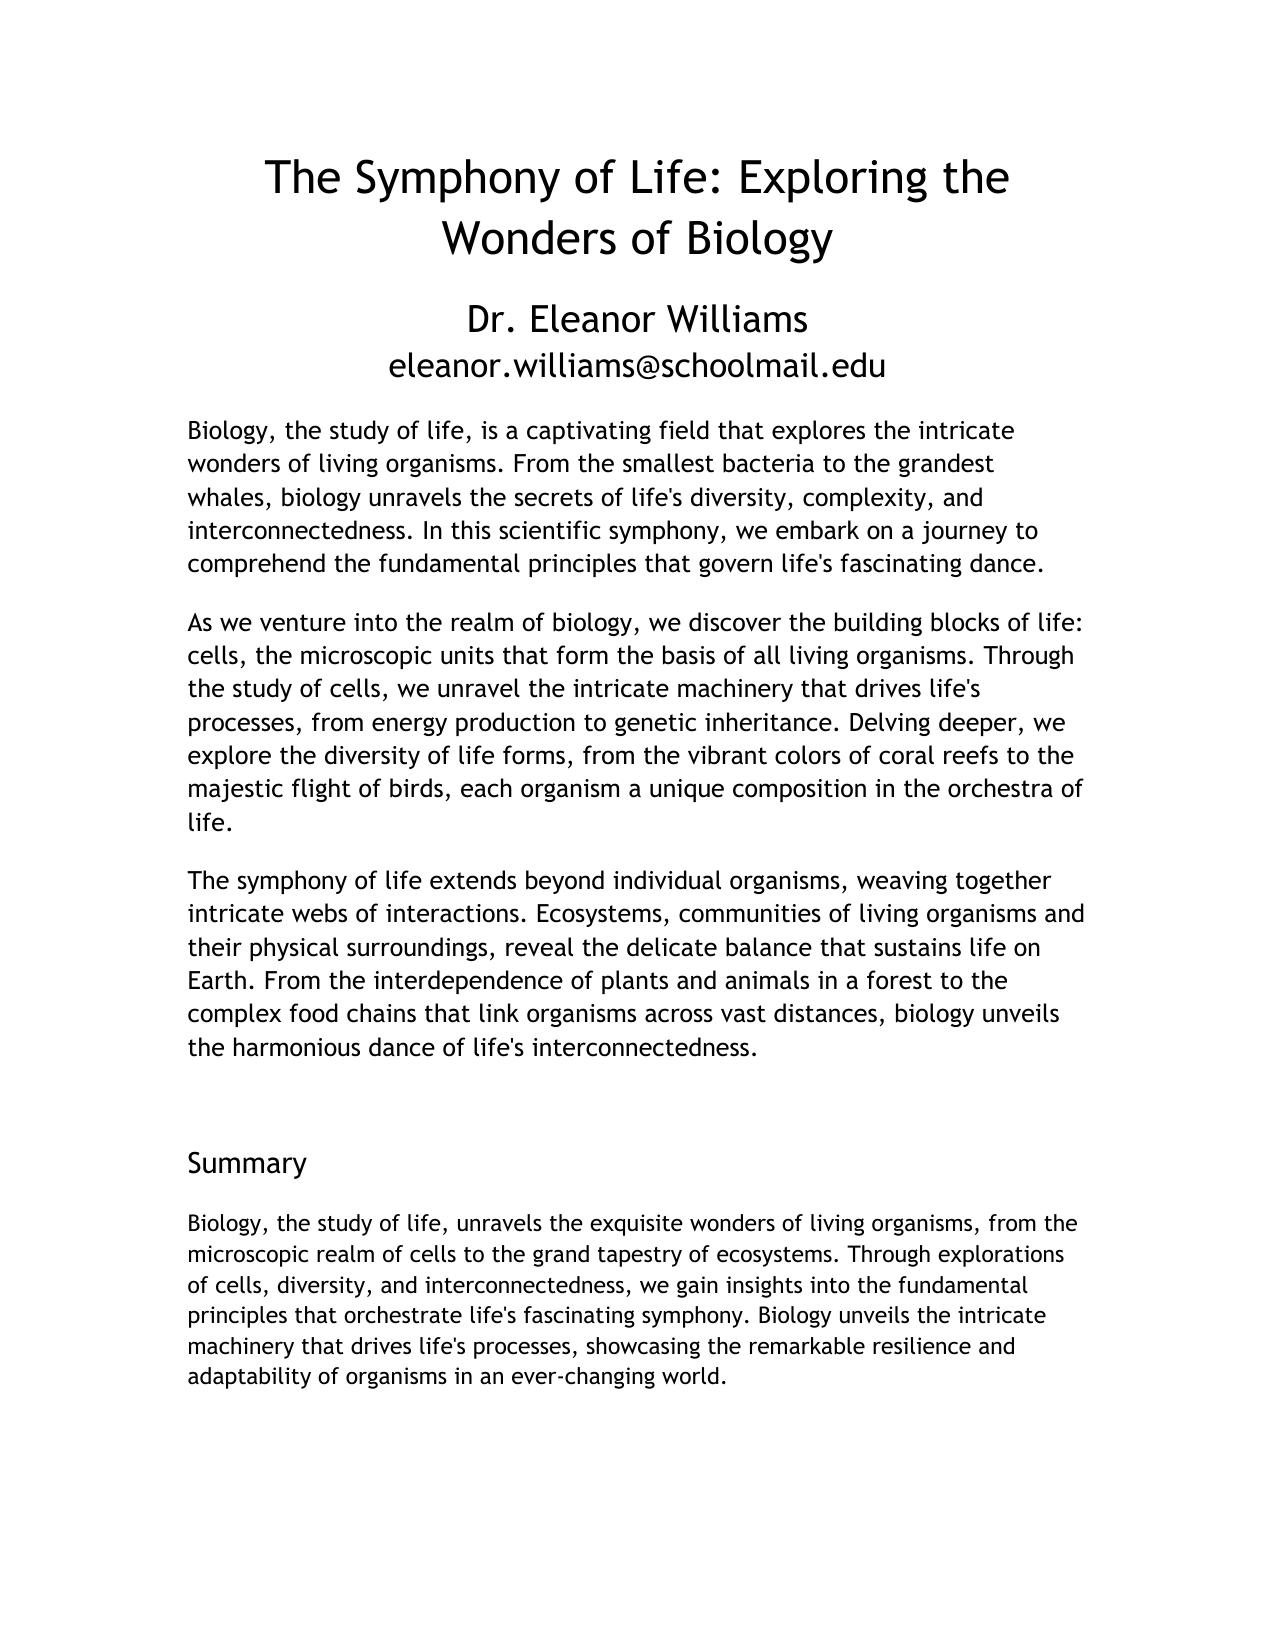 The Symphony of Life: Exploring the
Wonders of Biology
Dr. Eleanor Williams
eleanor.williams@schoolmail.edu
Biology, the study of life, is a captivating field that explores the intricate
wonders of living organisms. From the smallest bacteria to the grandest
whales, biology unravels the secrets of life's diversity, complexity, and
interconnectedness. In this scientific symphony, we embark on a journey to
comprehend the fundamental principles that govern life's fascinating dance.
As we venture into the realm of biology, we discover the building blocks of life:
cells, the microscopic units that form the basis of all living organisms. Through
the study of cells, we unravel the intricate machinery that drives life's
processes, from energy production to genetic inheritance. Delving deeper, we
explore the diversity of life forms, from the vibrant colors of coral reefs to the
majestic flight of birds, each organism a unique composition in the orchestra of
life.
The symphony of life extends beyond individual organisms, weaving together
intricate webs of interactions. Ecosystems, communities of living organisms and
their physical surroundings, reveal the delicate balance that sustains life on
Earth. From the interdependence of plants and animals in a forest to the
complex food chains that link organisms across vast distances, biology unveils
the harmonious dance of life's interconnectedness.
Summary
Biology, the study of life, unravels the exquisite wonders of living organisms, from the
microscopic realm of cells to the grand tapestry of ecosystems. Through explorations
of cells, diversity, and interconnectedness, we gain insights into the fundamental
principles that orchestrate life's fascinating symphony. Biology unveils the intricate
machinery that drives life's processes, showcasing the remarkable resilience and
adaptability of organisms in an ever-changing world.